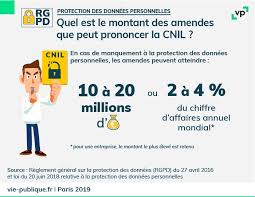 RG
PD
PROTECTION DES DONNÉES PERSONNELLES
Quel est le montant des amendes
que peut prononcer la CNIL ?
vp
CNIL
En cas de manquement à la protection des données
personnelles, les amendes peuvent atteindre :
10 à 20
millions
d'
ou
2 à 4 %
du chiffre
d'affaires annuel
mondial*
* pour une entreprise, le montant le plus élevé est retenu
Source : Règlement général sur la protection des données (RGPD) du 27 avril 2016
et loi du 20 juin 2018 relative à la protection des données personnelles
vie-publique.fr | Paris 2019